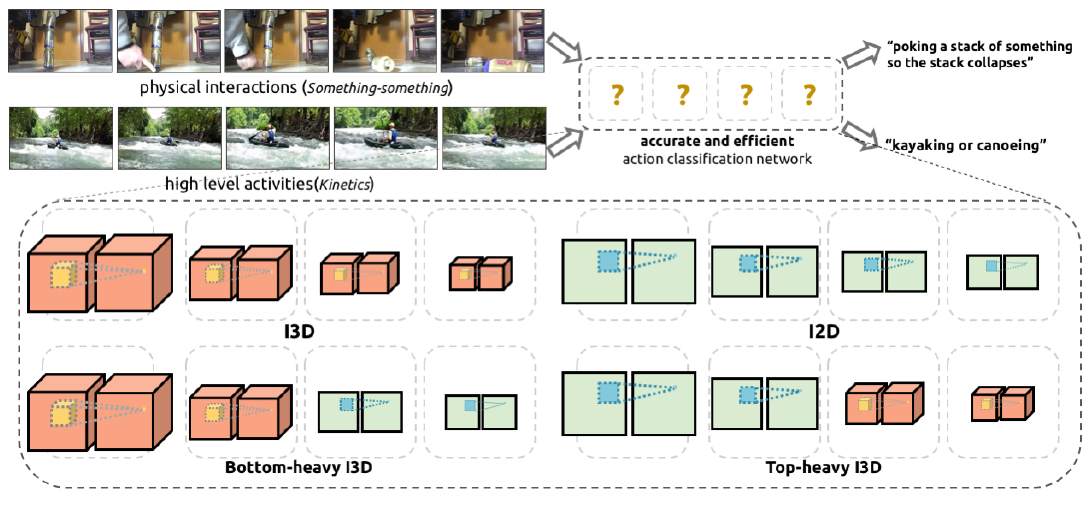 "poking a stack of something
so the stack collapses"
physical interactions (Something-something)
? ? ? ?
accurate and efficient
action classification network
"kayaking or canoeing"
high level activities(Kinetics)
I3D
I2D
Bottom-heavy I3D
Top-heavy I3D